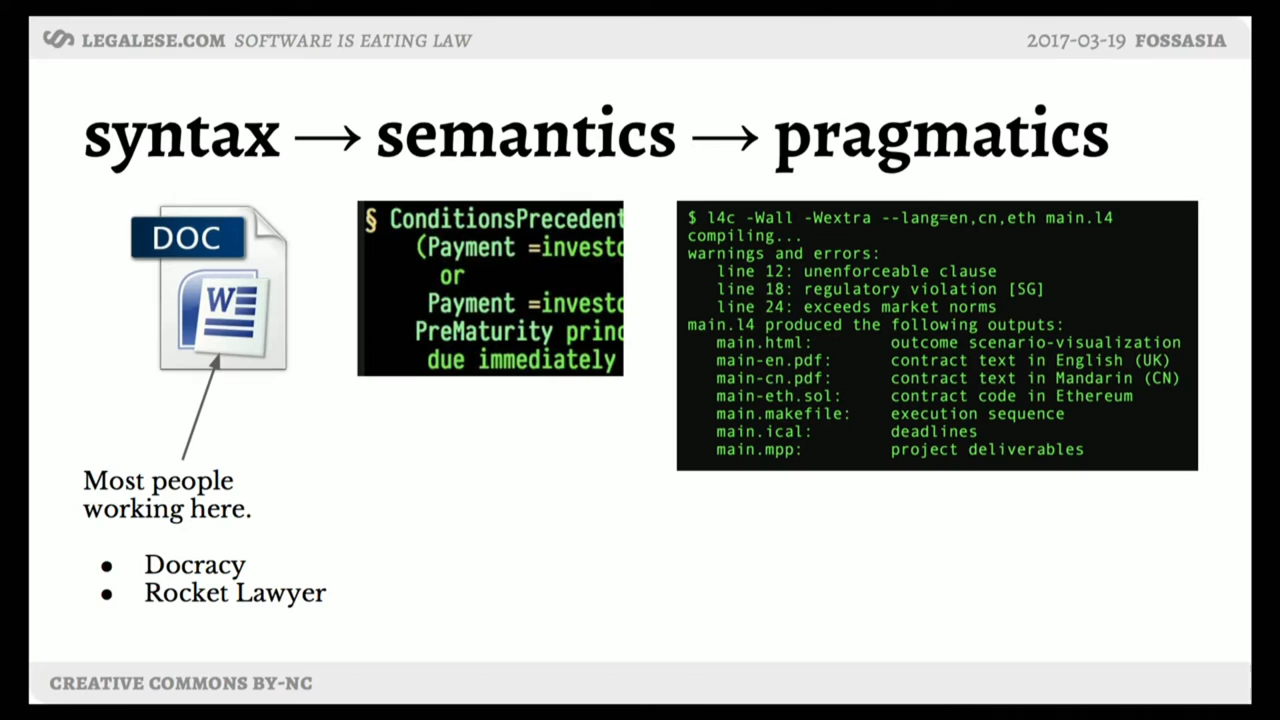 LEGALESE.COM SOFTWARE IS EATING LAW
2017-03-19 FOSSASIA
syntax → semantics → pragmatics
DOC
W
§ ConditionsPrecedent
(Payment =investo
or
Payment =investo
PreMaturity princ
due immediately
$ l4c -Wall -Wextra --lang=en,cn,eth main.l4
compiling...
warnings and errors:
line 12: unenforceable clause
line 18: regulatory violation [SG]
line 24: exceeds market norms
main.l4 produced the following outputs:
main.html: outcome scenario-visualization
main-en.pdf: contract text in English (UK)
main-cn.pdf: contract text in Mandarin (CN)
main-eth.sol: contract code in Ethereum
main.makefile: execution sequence
main.ical: deadlines
main.mpp: project deliverables
Most people
working here.
● Docracy
● Rocket Lawyer
CREATIVE COMMONS BY-NC